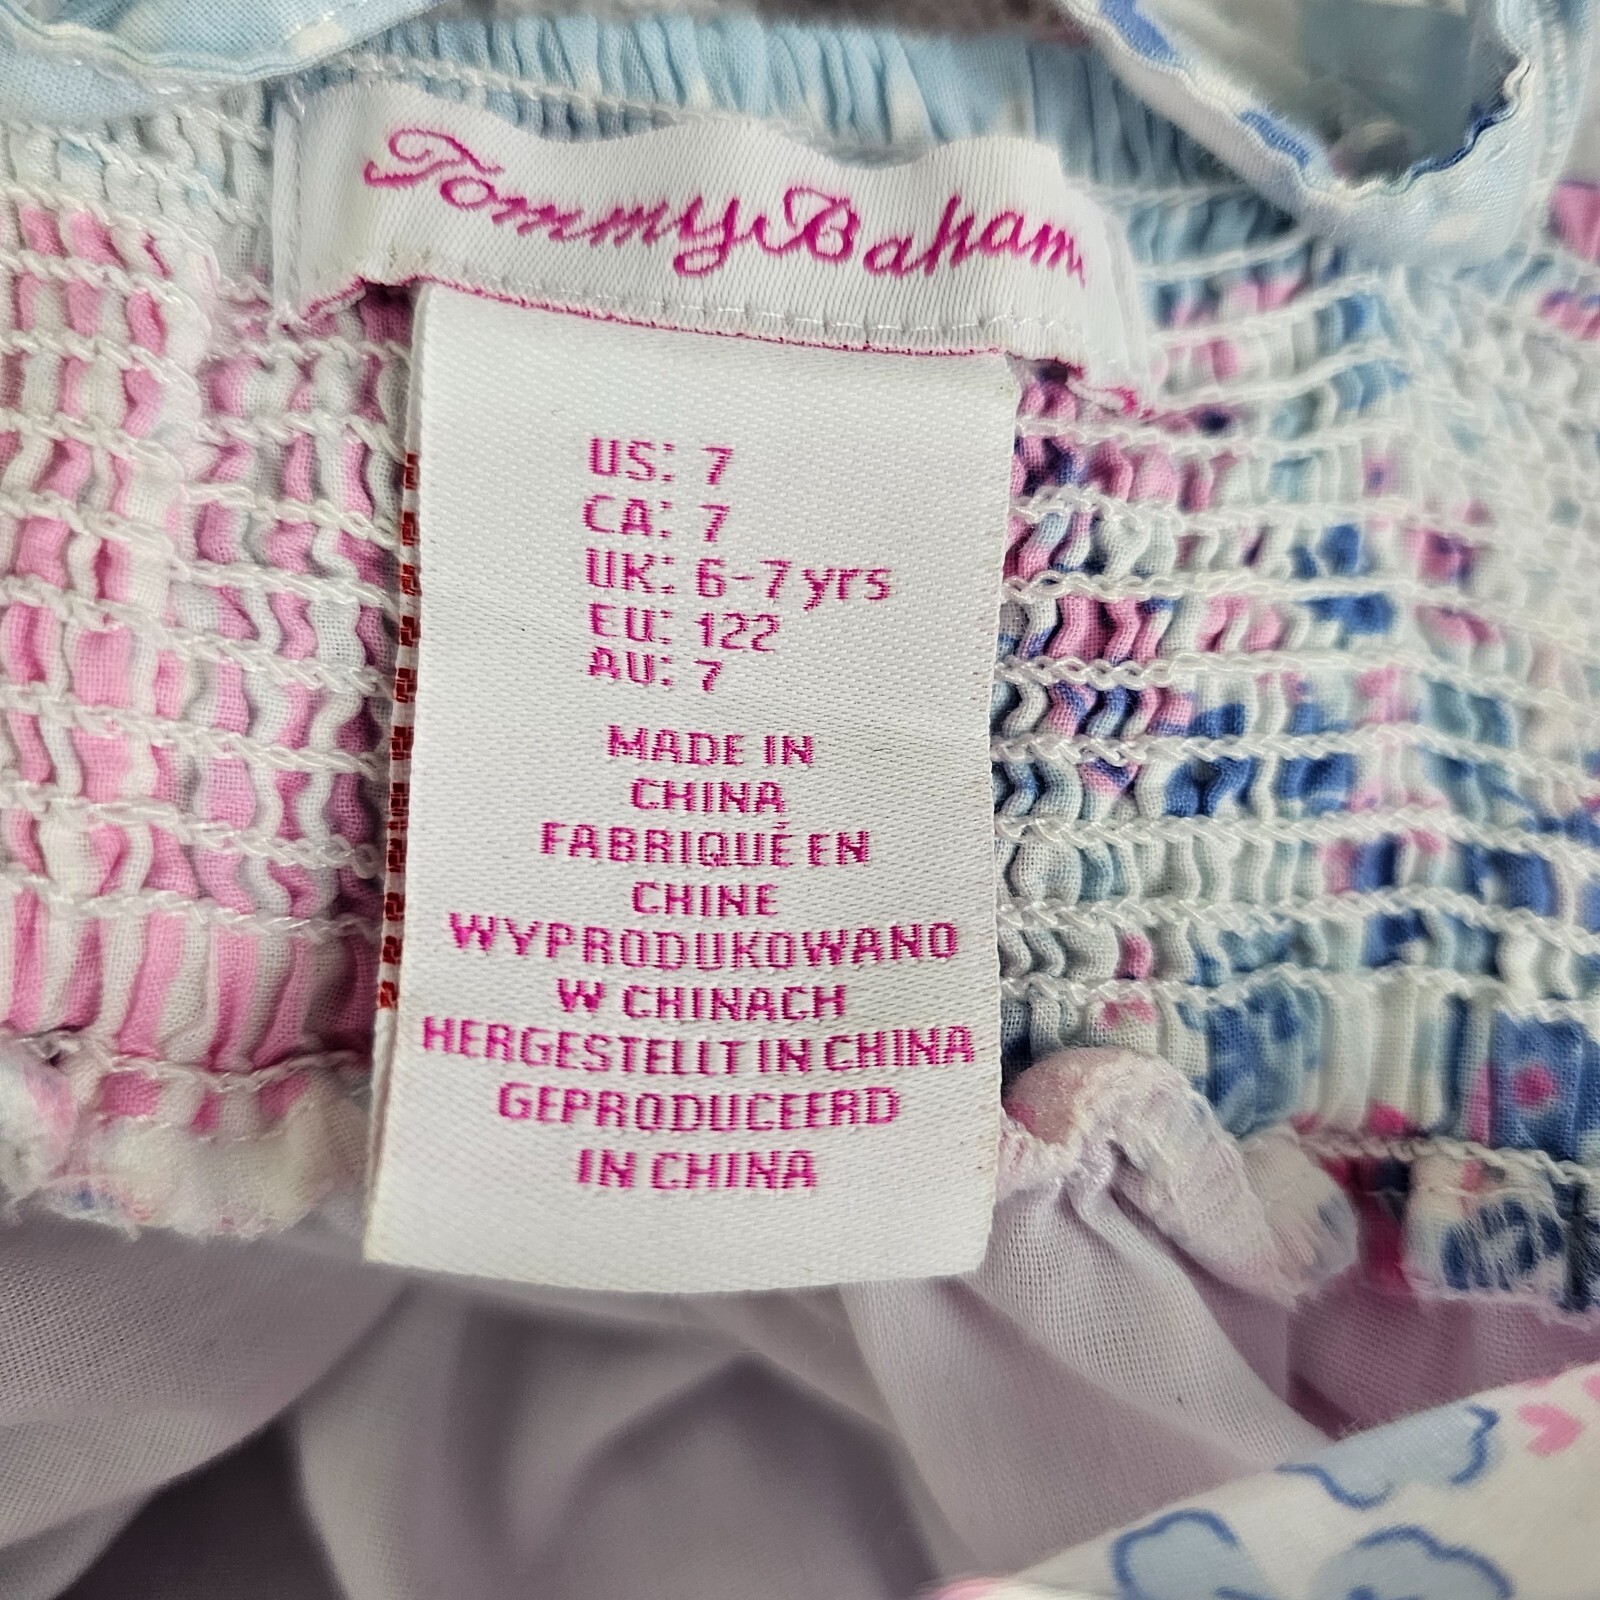 Tommy Bahama
US: 7
CA: 7
UK: 6-7 yrs
EU: 122
AU: 7
MADE IN
CHINA
FABRIQUÉ EN
CHINE
WYPRODUKOWANO
W CHINACH
HERGESTELLT IN CHINA
GEPRODUCEERD
IN CHINA